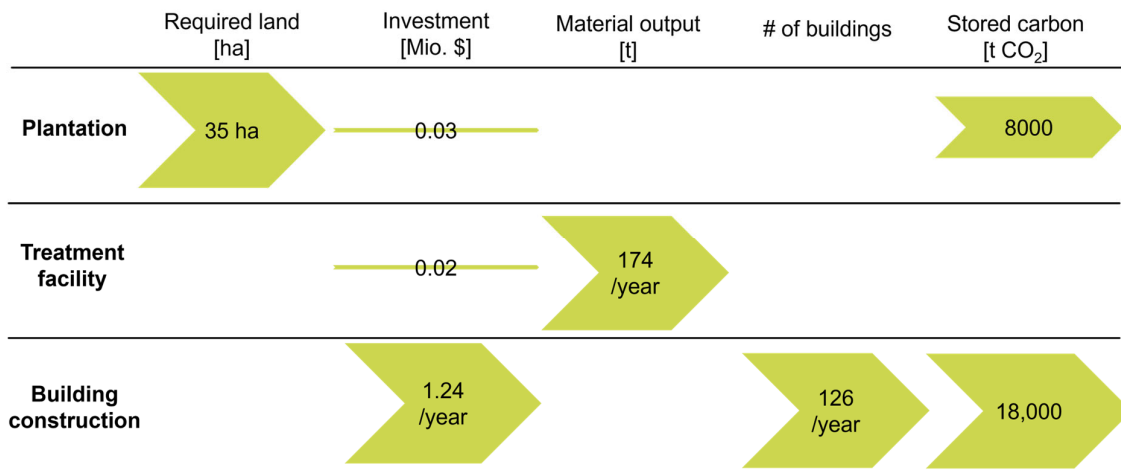 Required land
[ha]
Investment
[Mio. $]
Material output
[t]
# of buildings
Stored carbon
[t CO₂]
Plantation
35 ha
0.03
8000
Treatment
facility
0.02
174
/year
Building
construction
1.24
/year
126
/year
18,000